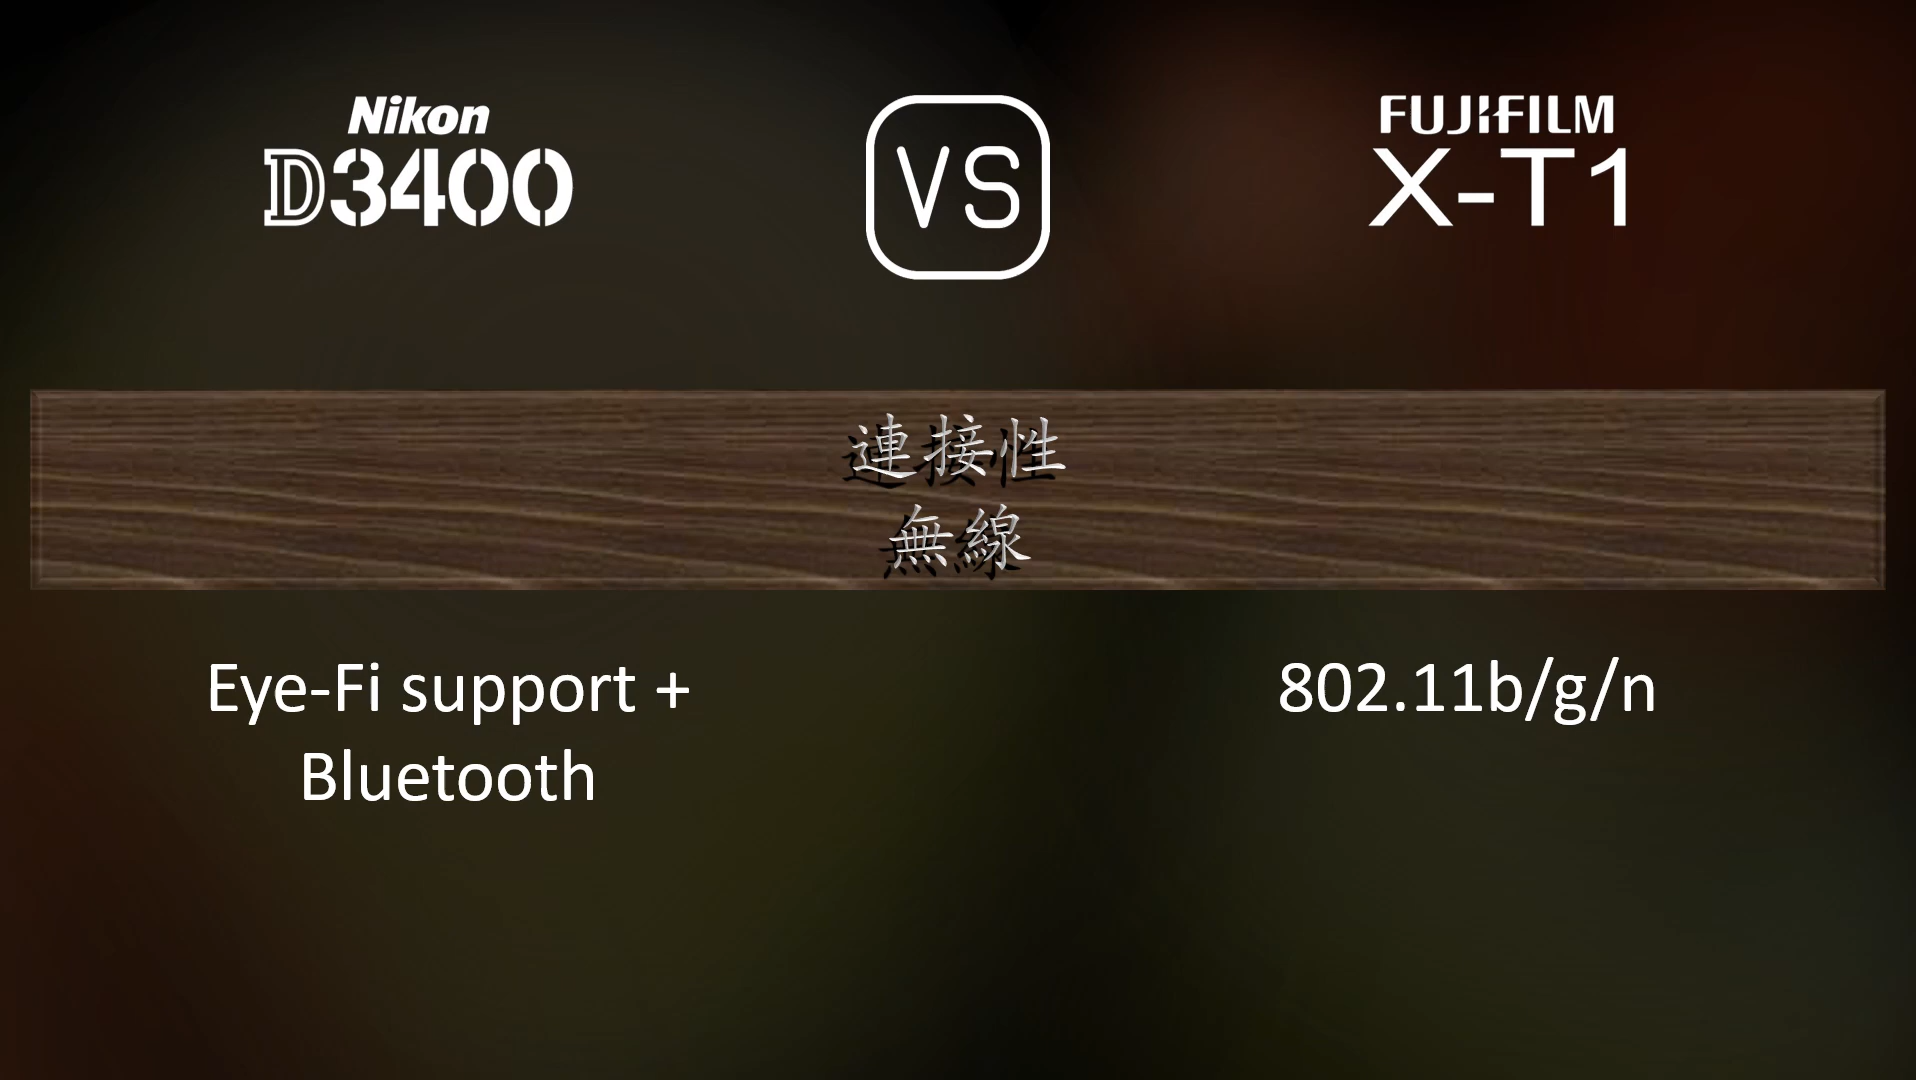 Nikon
D3400
VS
FUJIFILM
X-T1
連接性
無線
Eye-Fi support +
Bluetooth
802.11b/g/n